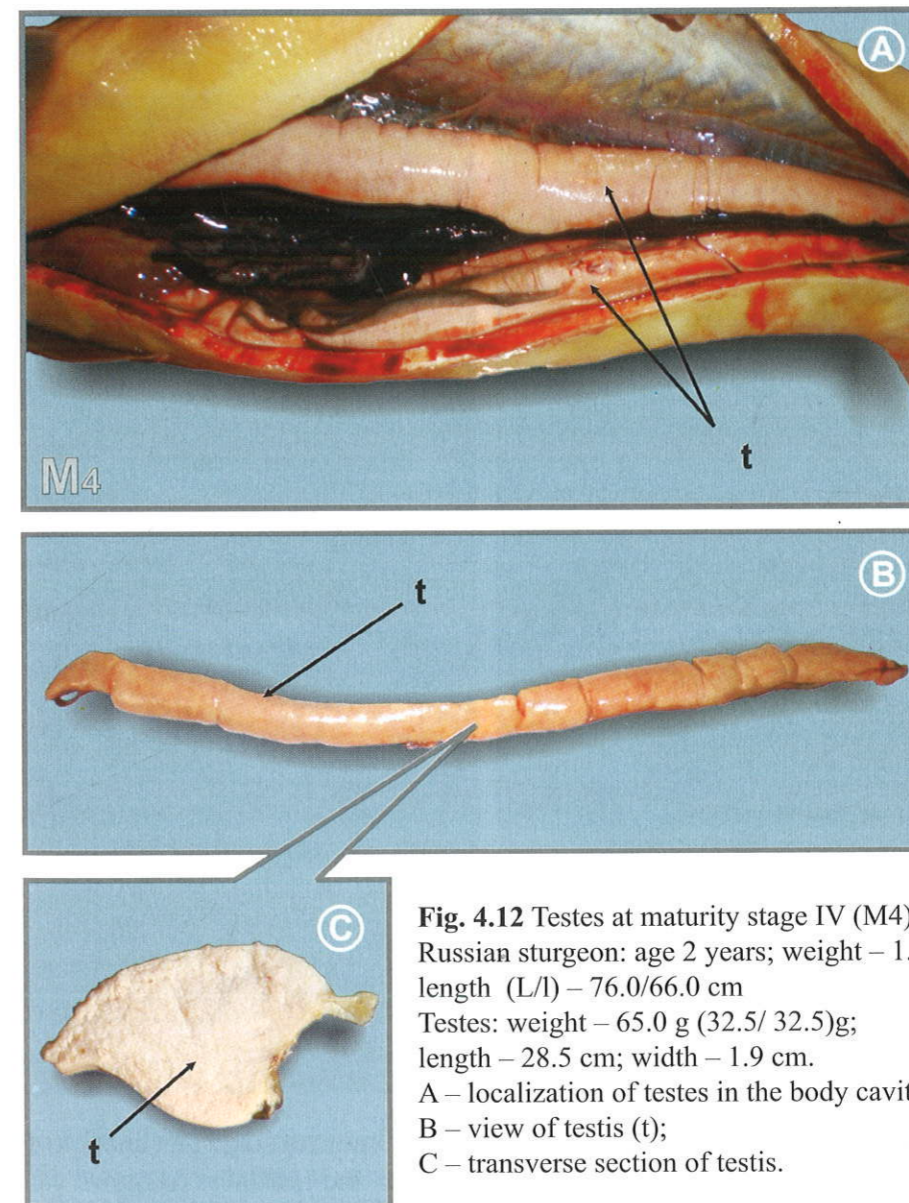 A
t
M4
B
t
C
t
Fig. 4.12 Testes at maturity stage IV (M4)
Russian sturgeon: age 2 years; weight – 1.
length (L/l) – 76.0/66.0 cm
Testes: weight – 65.0 g (32.5/ 32.5)g;
length – 28.5 cm; width – 1.9 cm.
A – localization of testes in the body
B – view of testis (t);
C – transverse section of testis.